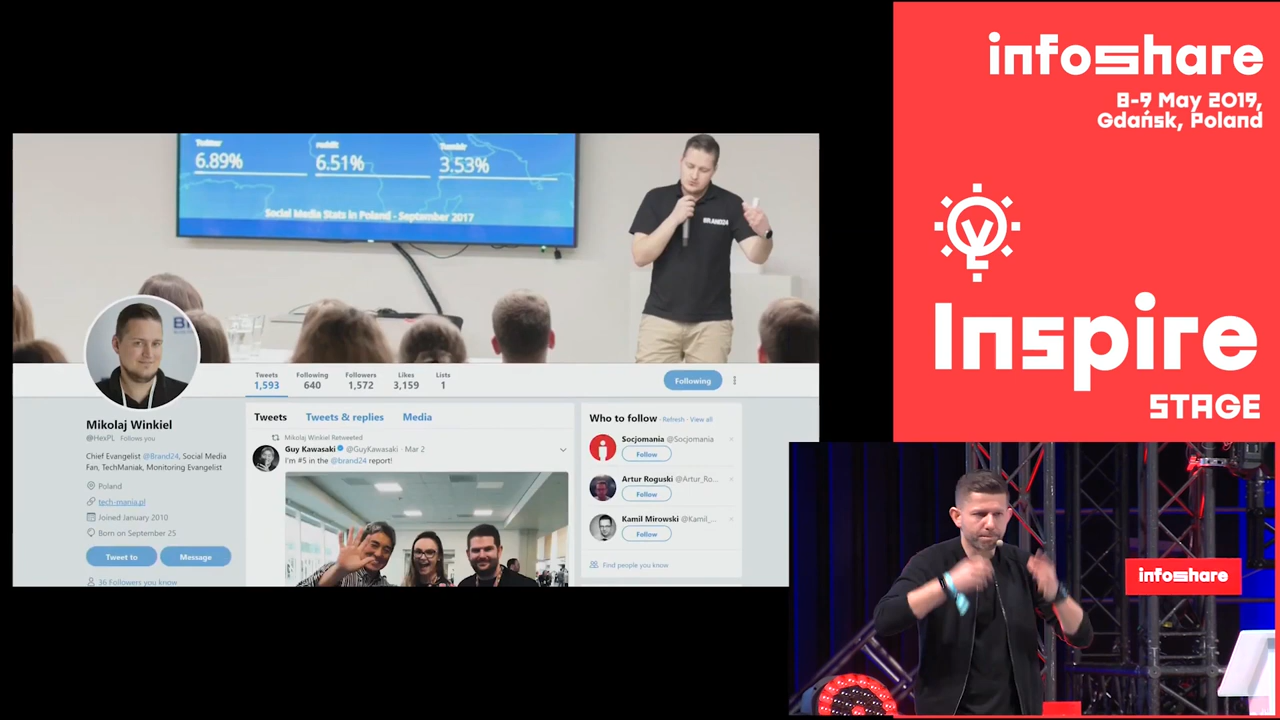 infoshare
8-9 May 2019,
Gdańsk, Poland
Inspire
STAGE
Twitter
reddit
Tumblr
6.89%
6.51%
3.53%
Social Media Stats in Poland - September 2017
BRAND24
Tweets
Following
Followers
Likes
Lists
1,593
640
1,572
3,159
1
Following
Mikolaj Winkiel
@HexPL Follows you
Chief Evangelist @Brand24, Social Media
Fan, TechManiak, Monitoring Evangelist
Poland
tech-mania.pl
Joined January 2010
Born on September 25
Tweet to
Message
36 Followers you know
Tweets
Tweets & replies
Media
Mikolaj Winkiel Retweeted
Guy Kawasaki @GuyKawasaki · Mar 2
I'm #5 in the @brand24 report!
Who to follow · Refresh · View all
Socjomania @Socjomania
Follow
Artur Roguski @Artur_Ro...
Follow
Kamil Mirowski @Kamil_...
Follow
Find people you know
infoshare